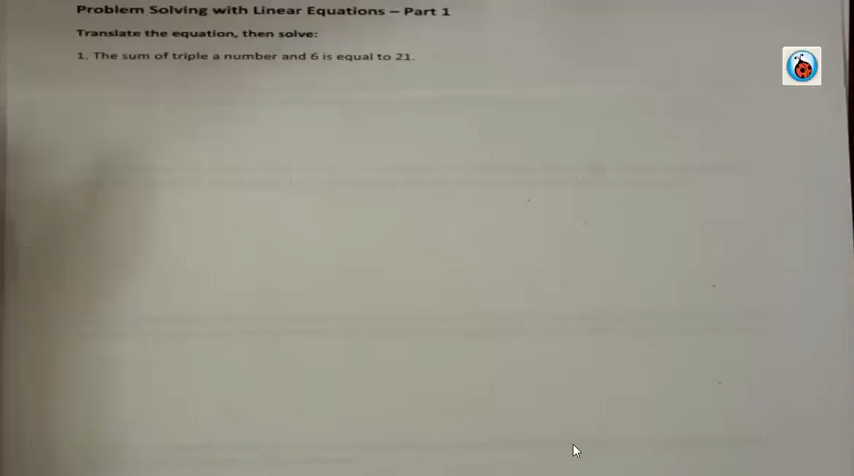 Problem Solving with Linear Equations – Part 1
Translate the equation, then solve:
1. The sum of triple a number and 6 is equal to 21.